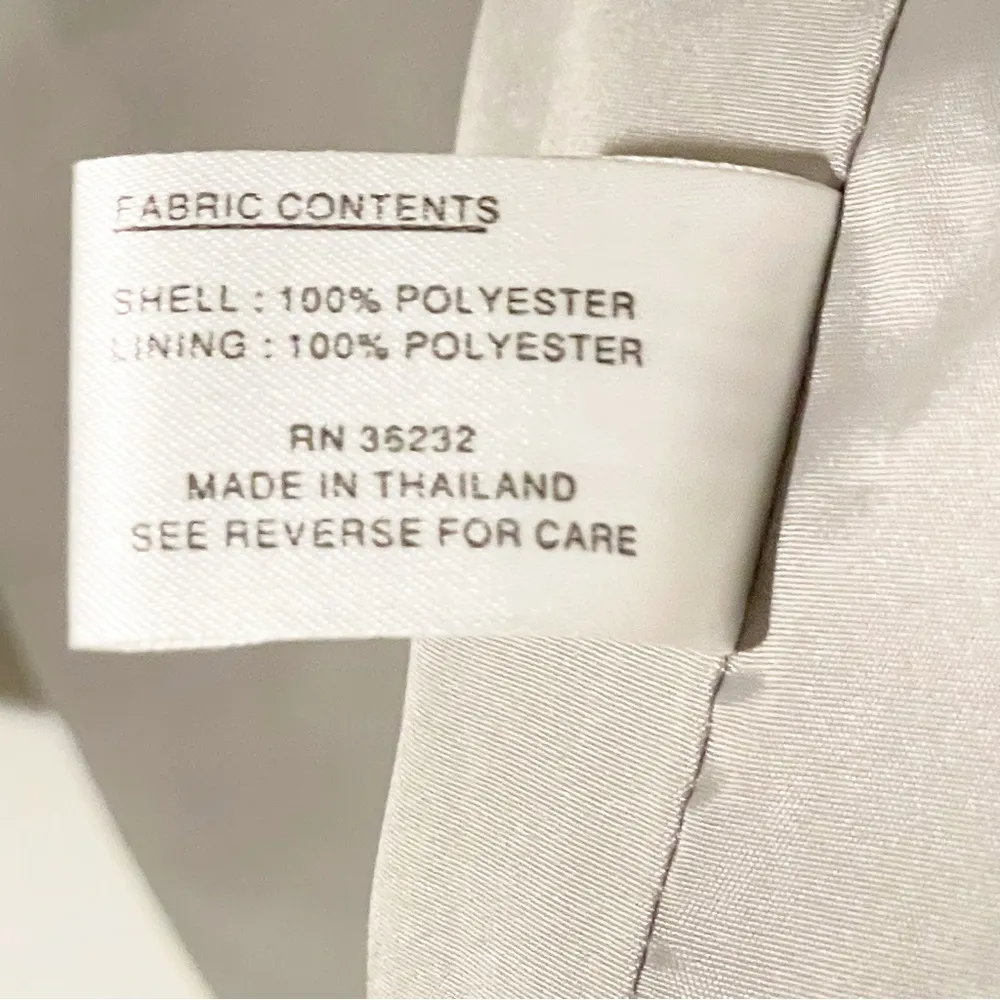 FABRIC CONTENTS
SHELL : 100% POLYESTER
LINING : 100% POLYESTER
RN 36232
MADE IN THAILAND
SEE REVERSE FOR CARE